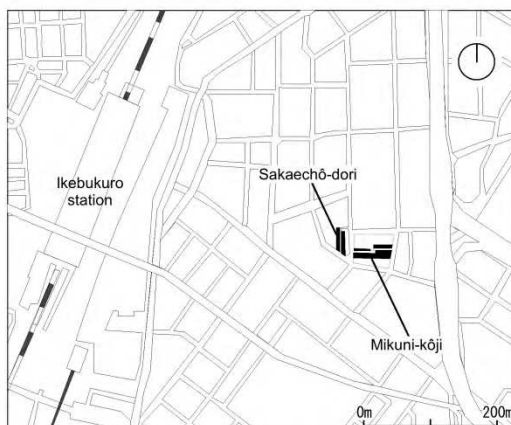 Ikebukuro
station
Sakaechô-dori
Mikuni-kôji
0m 200m